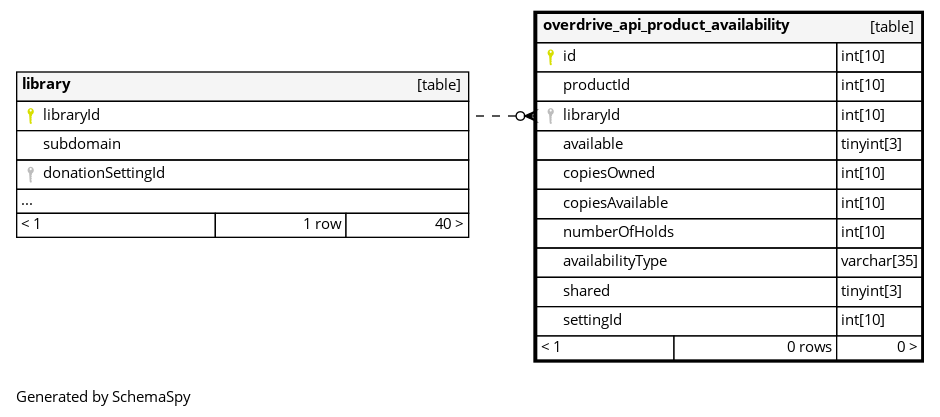 library [table]
libraryId
subdomain
donationSettingId
...
< 1 1 row 40 >
overdrive_api_product_availability [table]
id int[10]
productId int[10]
libraryId int[10]
available tinyint[3]
copiesOwned int[10]
copiesAvailable int[10]
numberOfHolds int[10]
availabilityType varchar[35]
shared tinyint[3]
settingId int[10]
< 1 0 rows 0 >
Generated by SchemaSpy